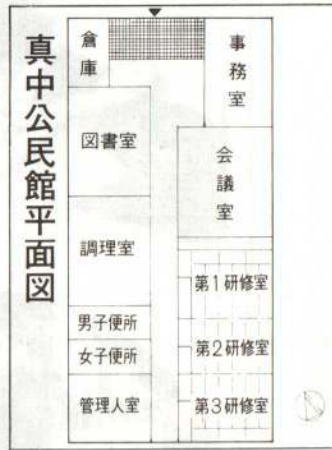 真中公民館平面図
倉庫
事務室
図書室
会議室
調理室
第1研修室
男子便所
女子便所
第2研修室
管理人室
第3研修室